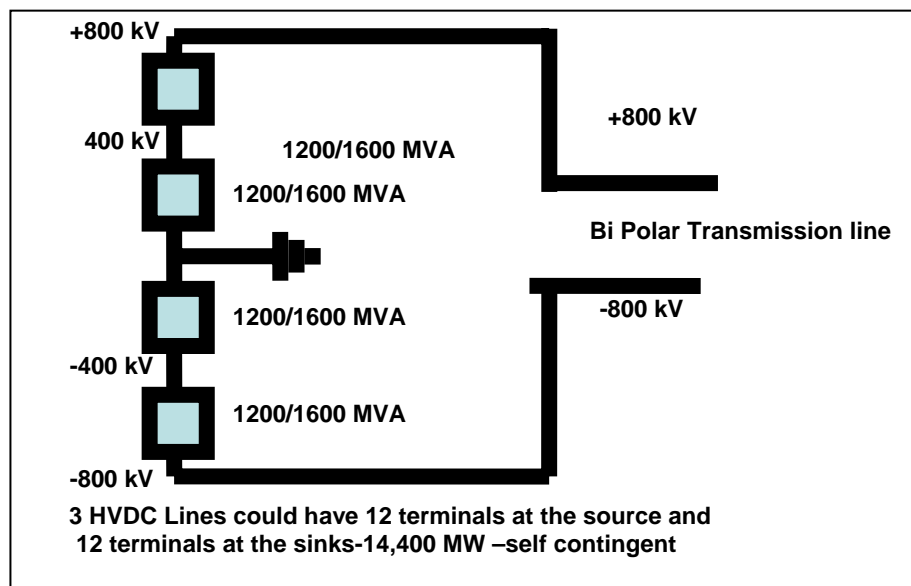 +800 kV
+800 kV
400 kV
1200/1600 MVA
1200/1600 MVA
Bi Polar Transmission line
1200/1600 MVA
-800 kV
-400 kV
1200/1600 MVA
-800 kV
3 HVDC Lines could have 12 terminals at the source and
12 terminals at the sinks-14,400 MW –self contingent